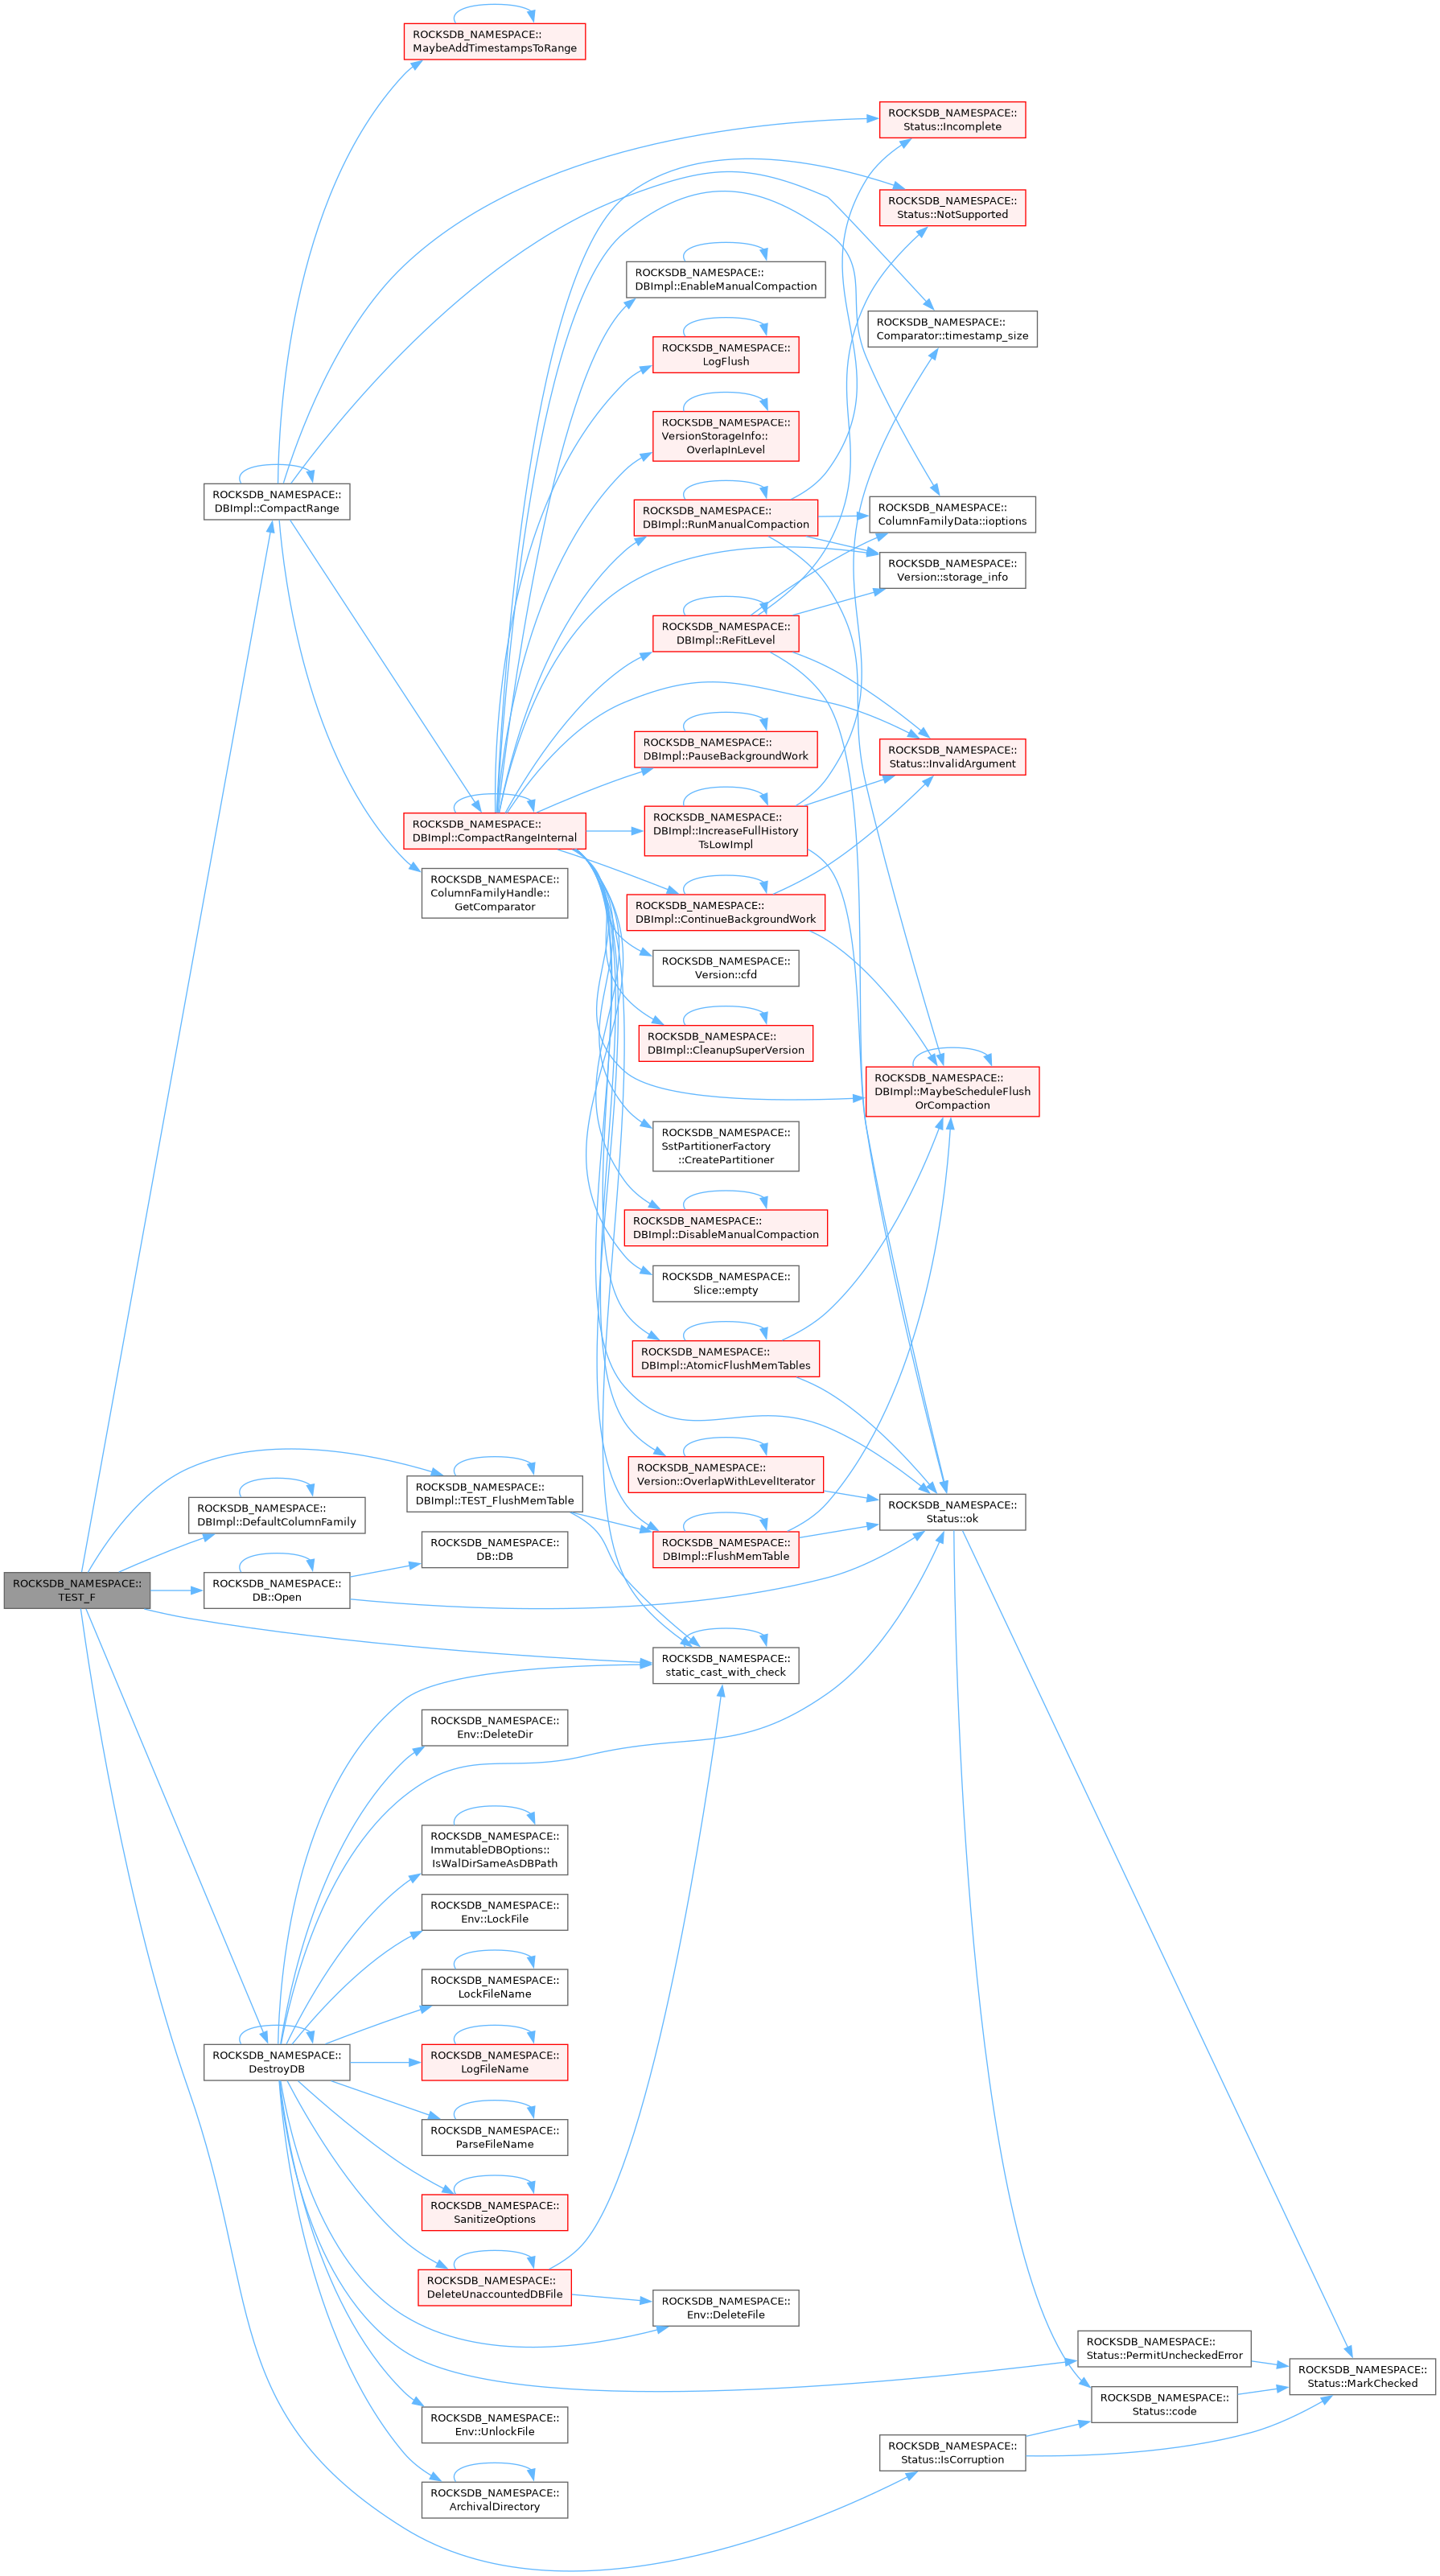 ROCKSDB_NAMESPACE::
MaybeAddTimestampsToRange
ROCKSDB_NAMESPACE::
Status::Incomplete
ROCKSDB_NAMESPACE::
Status::NotSupported
ROCKSDB_NAMESPACE::
DBImpl::EnableManualCompaction
ROCKSDB_NAMESPACE::
Comparator::timestamp_size
ROCKSDB_NAMESPACE::
LogFlush
ROCKSDB_NAMESPACE::
VersionStorageInfo::
OverlapInLevel
ROCKSDB_NAMESPACE::
DBImpl::CompactRange
ROCKSDB_NAMESPACE::
DBImpl::RunManualCompaction
ROCKSDB_NAMESPACE::
ColumnFamilyData::ioptions
ROCKSDB_NAMESPACE::
Version::storage_info
ROCKSDB_NAMESPACE::
DBImpl::ReFitLevel
ROCKSDB_NAMESPACE::
DBImpl::PauseBackgroundWork
ROCKSDB_NAMESPACE::
Status::InvalidArgument
ROCKSDB_NAMESPACE::
DBImpl::CompactRangeInternal
ROCKSDB_NAMESPACE::
DBImpl::IncreaseFullHistory
TsLowImpl
ROCKSDB_NAMESPACE::
ColumnFamilyHandle::
GetComparator
ROCKSDB_NAMESPACE::
DBImpl::ContinueBackgroundWork
ROCKSDB_NAMESPACE::
Version::cfd
ROCKSDB_NAMESPACE::
DBImpl::CleanupSuperVersion
ROCKSDB_NAMESPACE::
DBImpl::MaybeScheduleFlush
OrCompaction
ROCKSDB_NAMESPACE::
SstPartitionerFactory
::CreatePartitioner
ROCKSDB_NAMESPACE::
DBImpl::DisableManualCompaction
ROCKSDB_NAMESPACE::
Slice::empty
ROCKSDB_NAMESPACE::
DBImpl::AtomicFlushMemTables
ROCKSDB_NAMESPACE::
Version::OverlapWithLevelIterator
ROCKSDB_NAMESPACE::
DBImpl::TEST_FlushMemTable
ROCKSDB_NAMESPACE::
DBImpl::DefaultColumnFamily
ROCKSDB_NAMESPACE::
Status::ok
ROCKSDB_NAMESPACE::
DB::DB
ROCKSDB_NAMESPACE::
DBImpl::FlushMemTable
ROCKSDB_NAMESPACE::
TEST_F
ROCKSDB_NAMESPACE::
DB::Open
ROCKSDB_NAMESPACE::
static_cast_with_check
ROCKSDB_NAMESPACE::
Env::DeleteDir
ROCKSDB_NAMESPACE::
ImmutableDBOptions::
IsWalDirSameAsDBPath
ROCKSDB_NAMESPACE::
Env::LockFile
ROCKSDB_NAMESPACE::
LockFileName
ROCKSDB_NAMESPACE::
DestroyDB
ROCKSDB_NAMESPACE::
LogFileName
ROCKSDB_NAMESPACE::
ParseFileName
ROCKSDB_NAMESPACE::
SanitizeOptions
ROCKSDB_NAMESPACE::
DeleteUnaccountedDBFile
ROCKSDB_NAMESPACE::
Env::DeleteFile
ROCKSDB_NAMESPACE::
Status::PermitUncheckedError
ROCKSDB_NAMESPACE::
Status::MarkChecked
ROCKSDB_NAMESPACE::
Status::code
ROCKSDB_NAMESPACE::
Env::UnlockFile
ROCKSDB_NAMESPACE::
Status::IsCorruption
ROCKSDB_NAMESPACE::
ArchivalDirectory